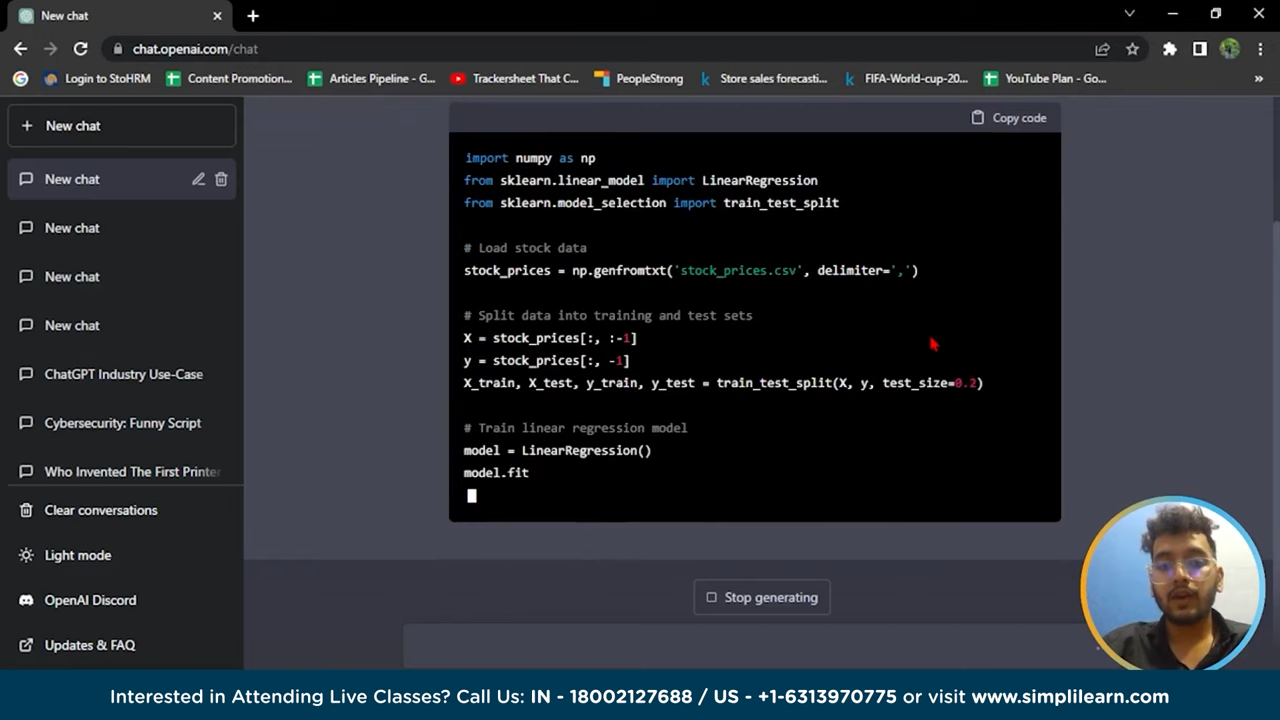 New chat
chat.openai.com/chat
Login to StoHRM
Content Promotion...
Articles Pipeline - G...
Trackersheet That C...
PeopleStrong
Store sales forecasti...
FIFA-World-cup-20...
YouTube Plan - Go...
»
New chat
New chat
New chat
New chat
New chat
ChatGPT Industry Use-Case
Cybersecurity: Funny Script
Who Invented The First Printe
Clear conversations
Light mode
OpenAI Discord
Updates & FAQ
Copy code
import numpy as np
from sklearn.linear_model import LinearRegression
from sklearn.model_selection import train_test_split
# Load stock data
stock_prices = np.genfromtxt('stock_prices.csv', delimiter=',')
# Split data into training and test sets
X = stock_prices[:, :-1]
y = stock_prices[:, -1]
X_train, X_test, y_train, y_test = train_test_split(X, y, test_size=0.2)
# Train linear regression model
model = LinearRegression()
model.fit
Stop generating
Interested in Attending Live Classes? Call Us: IN - 18002127688 / US - +1-6313970775 or visit www.simplilearn.com